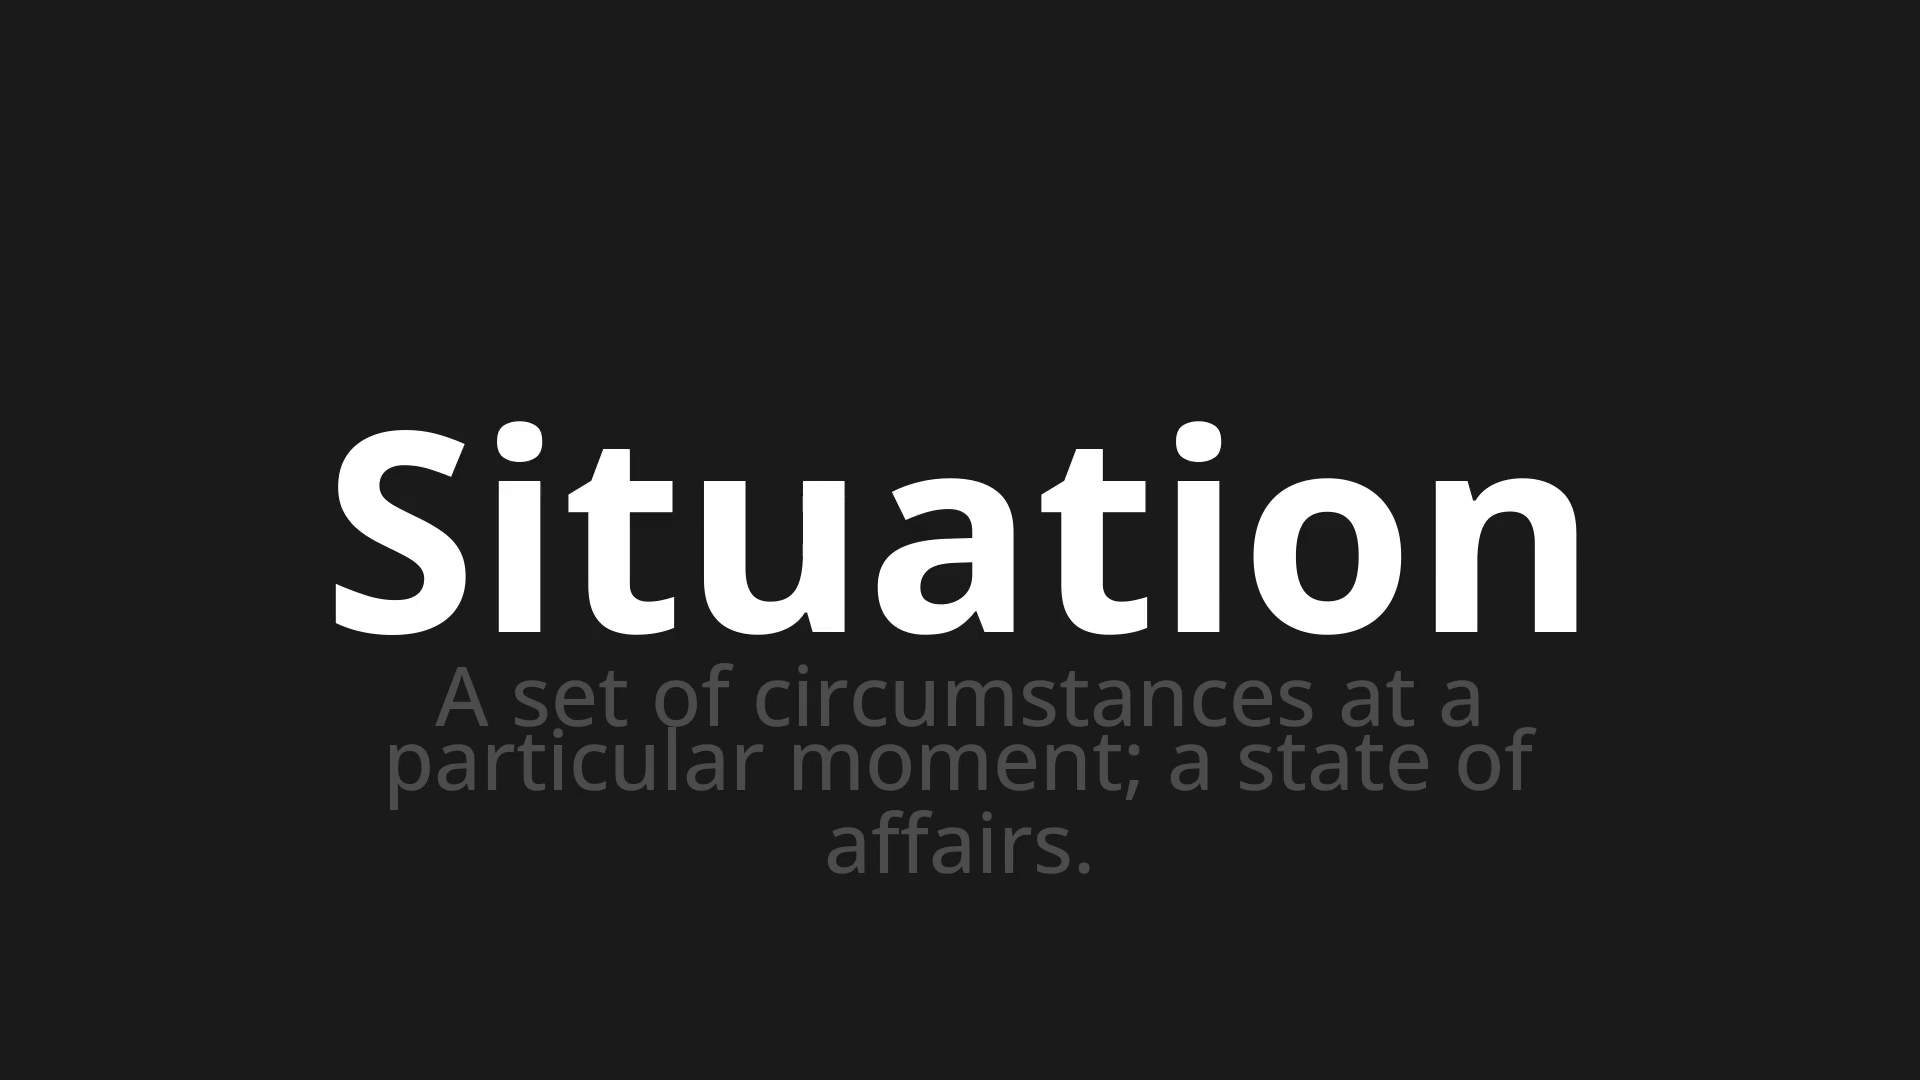 Situation
A set of circumstances at a
particular moment; a state of
affairs.